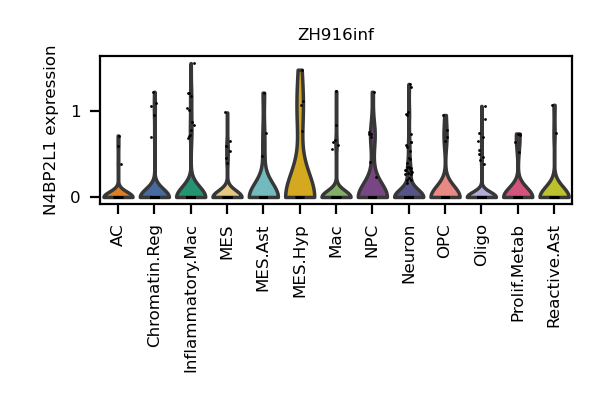 ZH916inf
N4BP2L1 expression
1
0
AC
Chromatin.Reg
Inflammatory.Mac
MES
MES.Ast
MES.Hyp
Mac
NPC
Neuron
OPC
Oligo
Prolif.Metab
Reactive.Ast